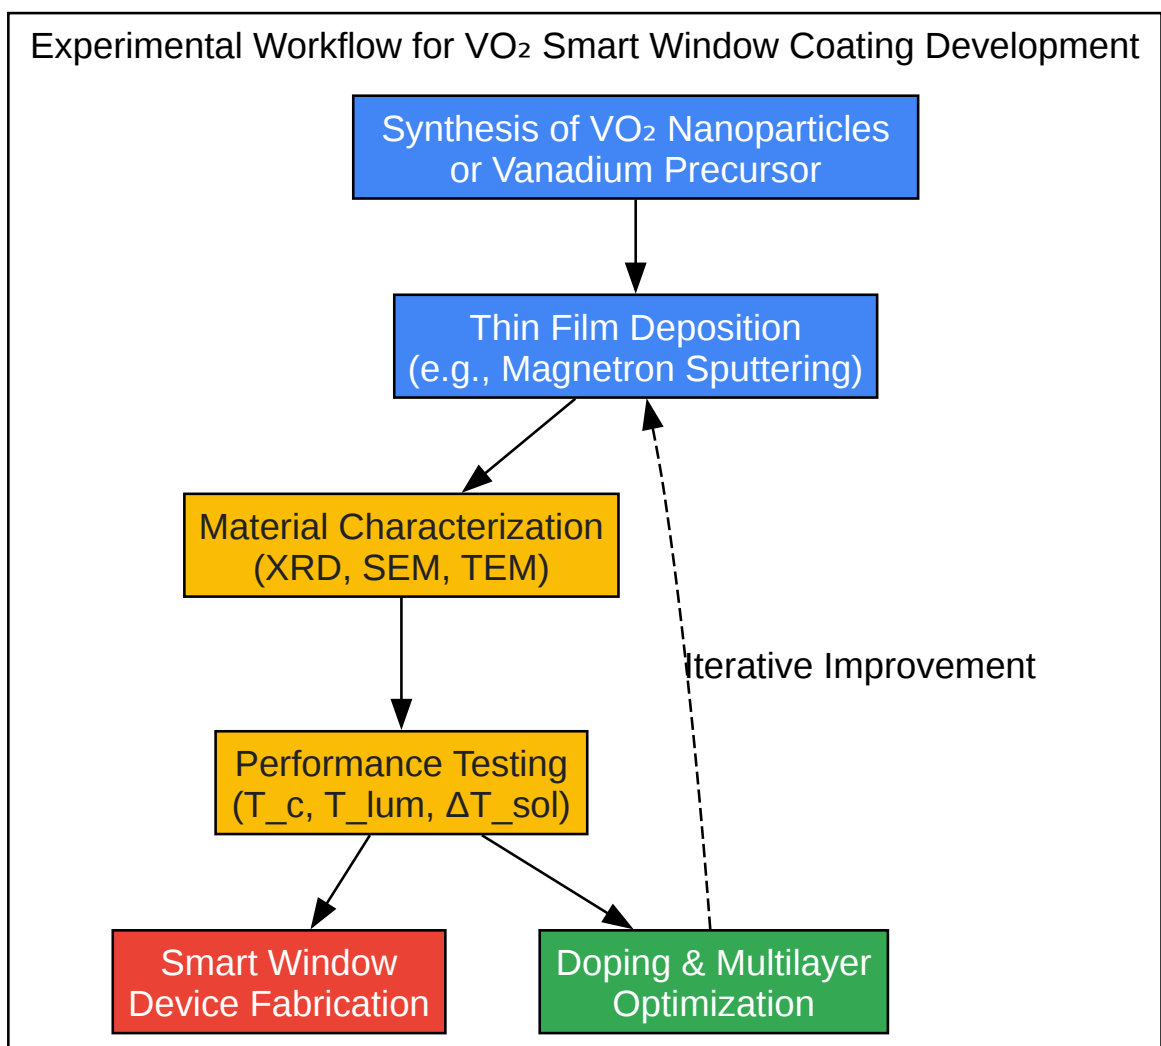 Experimental Workflow for VO₂ Smart Window Coating Development
Synthesis of VO₂ Nanoparticles
or Vanadium Precursor
Thin Film Deposition
(e.g., Magnetron Sputtering)
Material Characterization
(XRD, SEM, TEM)
Iterative Improvement
Performance Testing
(T_c, T_lum, ΔT_sol)
Smart Window
Device Fabrication
Doping & Multilayer
Optimization